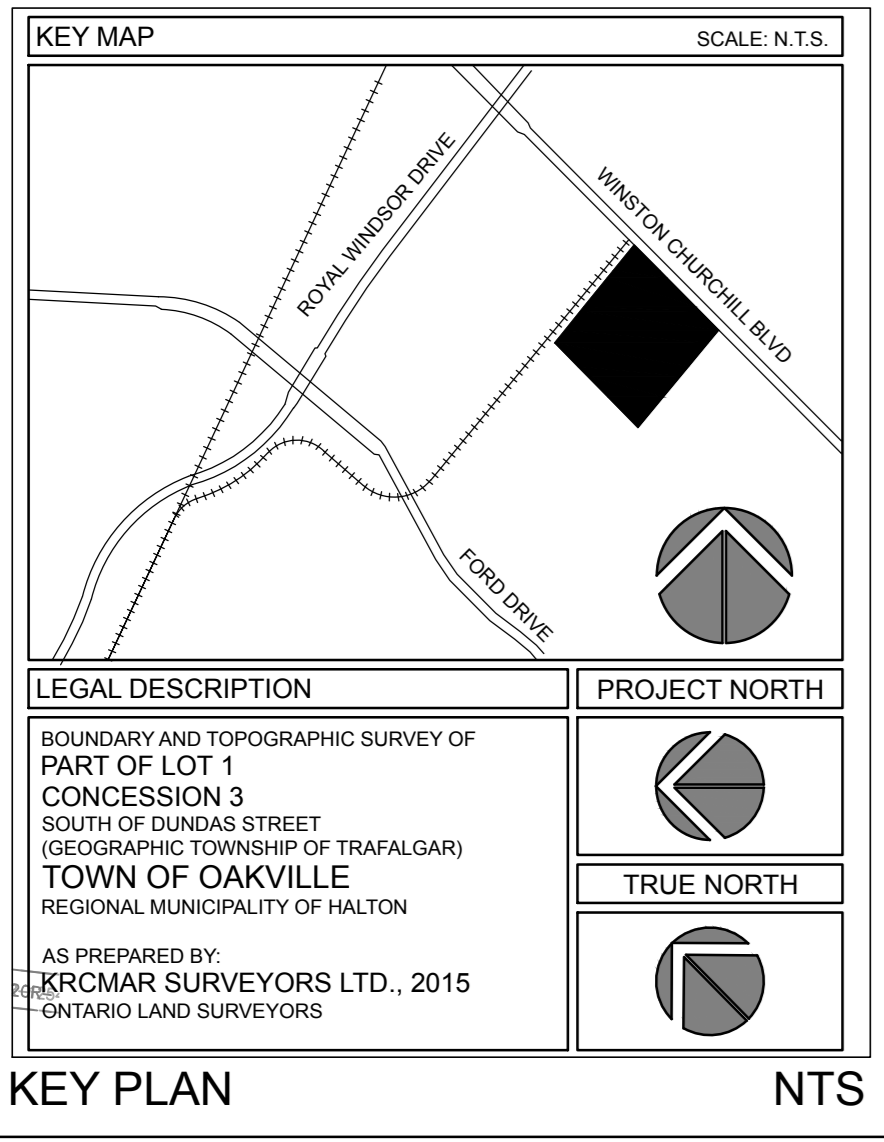 KEY MAP
SCALE: N.T.S.
ROYAL WINDSOR DRIVE
WINSTON CHURCHILL BLVD
FORD DRIVE
LEGAL DESCRIPTION
PROJECT NORTH
BOUNDARY AND TOPOGRAPHIC SURVEY OF
PART OF LOT 1
CONCESSION 3
SOUTH OF DUNDAS STREET
(GEOGRAPHIC TOWNSHIP OF TRAFALGAR)
TOWN OF OAKVILLE
REGIONAL MUNICIPALITY OF HALTON
TRUE NORTH
AS PREPARED BY:
KRCMAR SURVEYORS LTD., 2015
ONTARIO LAND SURVEYORS
KEY PLAN
NTS